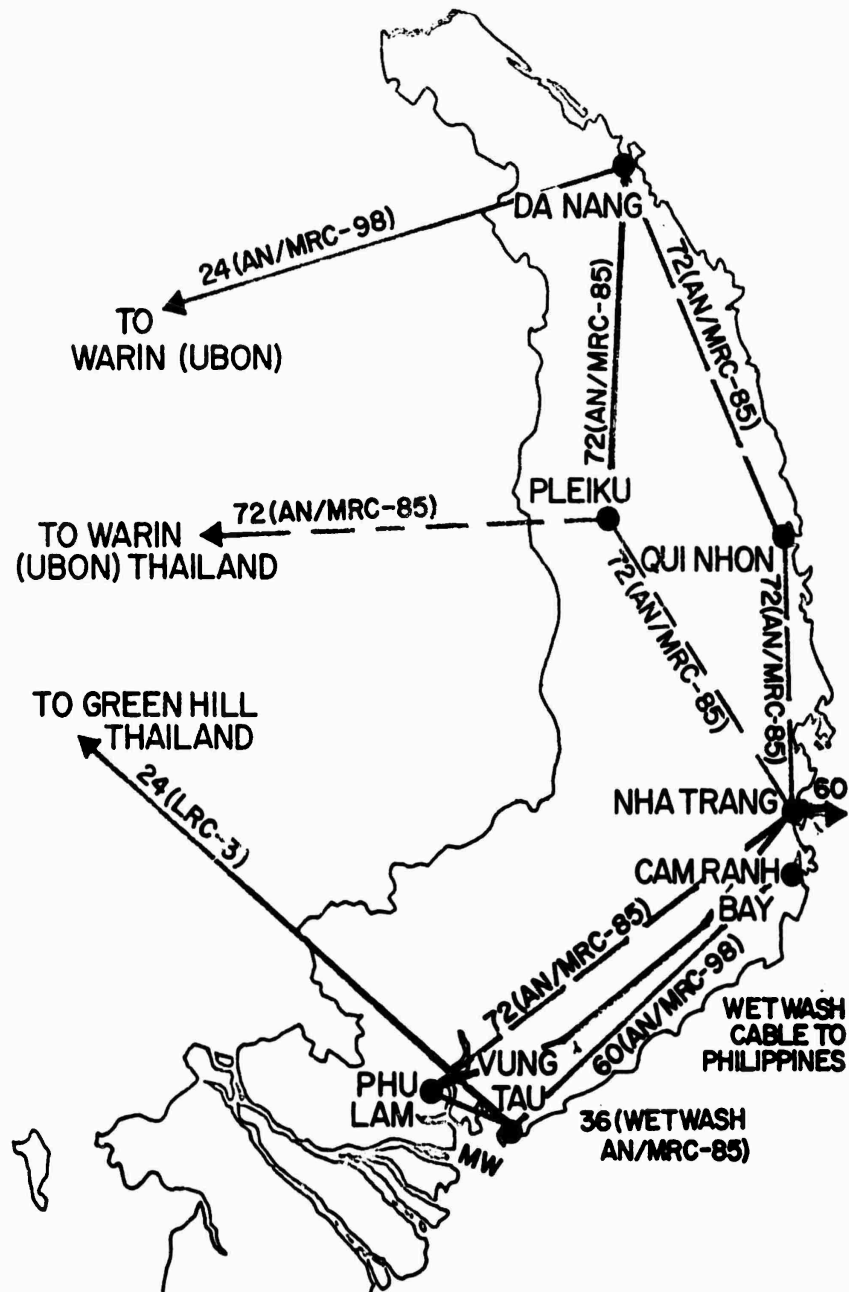 DA NANG
24(AN/MRC-98)
TO
WARIN (UBON)
72(AN/MRC-85)
72(AN/MRC-85)
PLEIKU
72(AN/MRC-85)
TO WARIN
(UBON) THAILAND
QUI NHON
72(AN/MRC-85)
72(AN/MRC-85)
TO GREEN HILL
THAILAND
24(LRC-3)
NHA TRANG
60
CAM RANH
BAY
72(AN/MRC-85)
60(AN/MRC-98)
WET WASH
CABLE TO
PHILIPPINES
VUNG
TAU
PHU
LAM
36(WETWASH
AN/MRC-85)
MW